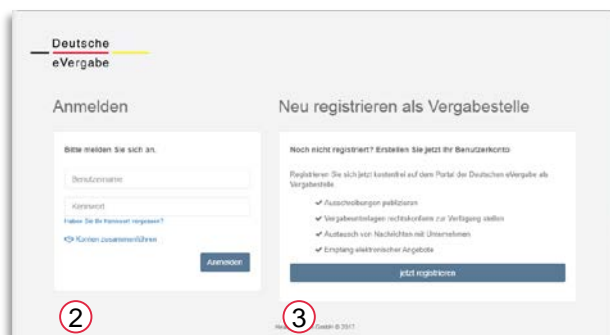 Deutsche
eVergabe
Anmelden
Bitte melden Sie sich an.
Benutzername
Kennwort
Haben Sie Ihr Kennwort vergessen?
Konten zusammenführen
Anmelden
Neu registrieren als Vergabestelle
Noch nicht registriert? Erstellen Sie jetzt Ihr Benutzerkonto
Registrieren Sie sich jetzt kostenfrei auf dem Portal der Deutschen eVergabe als
Vergabestelle
✓ Ausschreibungen publizieren
✓ Vergabeunterlagen rechtskonform zur Verfügung stellen
✓ Austausch von Nachrichten mit Unternehmen
✓ Empfang elektronischer Angebote
jetzt registrieren
2
3
GmbH © 2017